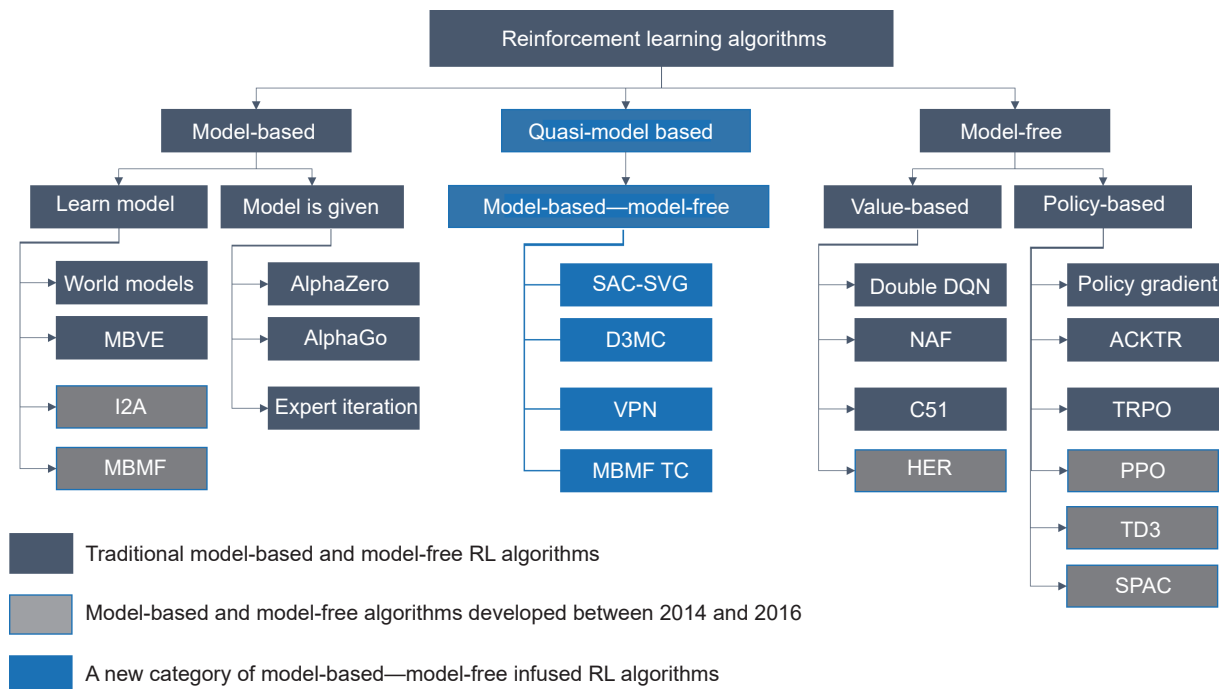 Reinforcement learning algorithms
Model-based
Quasi-model based
Model-free
Learn model
Model is given
Model-based—model-free
Value-based
Policy-based
World models
MBVE
I2A
MBMF
AlphaZero
AlphaGo
Expert iteration
SAC-SVG
D3MC
VPN
MBMF TC
Double DQN
NAF
C51
HER
Policy gradient
ACKTR
TRPO
PPO
TD3
SPAC
Traditional model-based and model-free RL algorithms
Model-based and model-free algorithms developed between 2014 and 2016
A new category of model-based—model-free infused RL algorithms